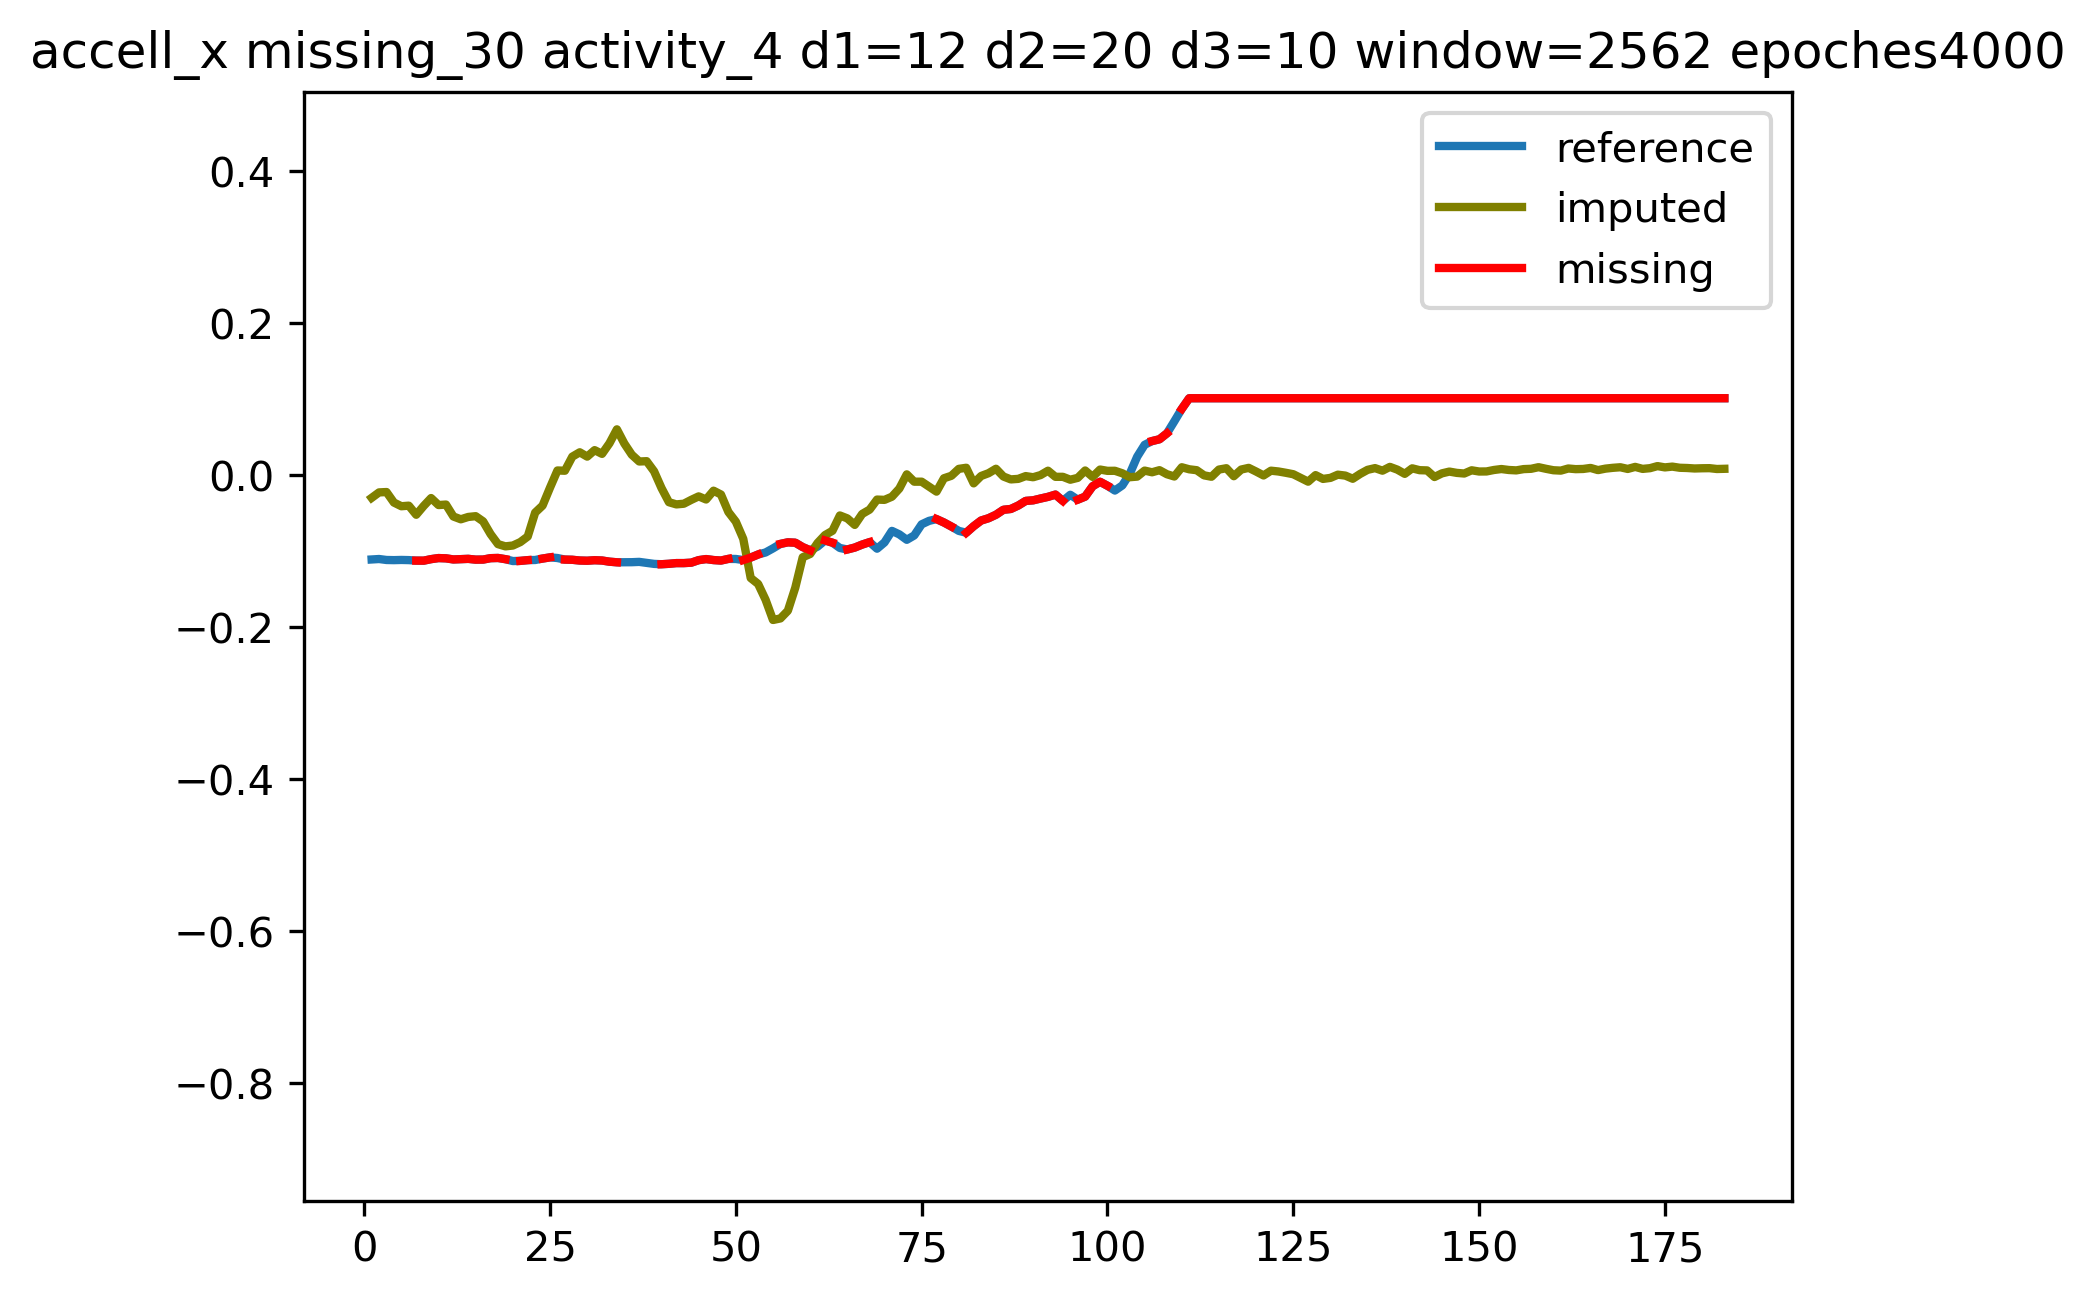 accell_x missing_30 activity_4 d1=12 d2=20 d3=10 window=2562 epoches4000
reference
imputed
missing
0.4
0.2
0.0
−0.2
−0.4
−0.6
−0.8
0 25 50 75 100 125 150 175